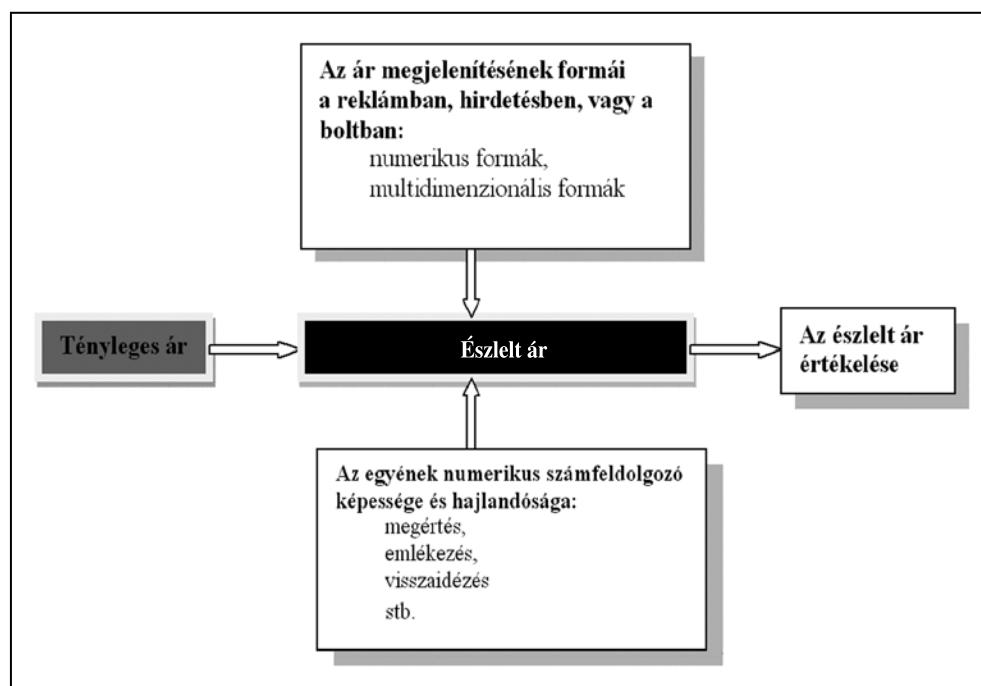 Az ár megjelenítésének formái
a reklámban, hirdetésben, vagy a
boltban:
numerikus formák,
multidimenzionális formák
Tényleges ár
Észlelt ár
Az észlelt ár
értékelése
Az egyének numerikus számfeldolgozó
képessége és hajlandósága:
megértés,
emlékezés,
visszaidézés
stb.